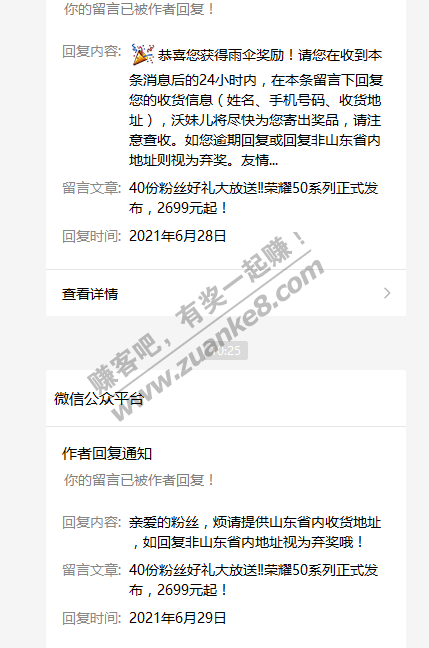 你的留言已被作者回复！
回复内容: 🎉恭喜您获得雨伞奖励！请您在收到本
条消息后的24小时内，在本条留言下回复
您的收货信息（姓名、手机号码、收货地
址），沃妹儿将尽快为您寄出奖品，请注
意查收。如您逾期回复或回复非山东省内
地址则视为弃奖。友情...
留言文章: 40份粉丝好礼大放送!!荣耀50系列正式发
布，2699元起！
回复时间: 2021年6月28日
查看详情
赚客吧，有奖一起赚！
www.zuanke8.com
微信公众平台
作者回复通知
你的留言已被作者回复！
回复内容: 亲爱的粉丝，烦请提供山东省内收货地址
，如回复非山东省内地址视为弃奖哦！
留言文章: 40份粉丝好礼大放送!!荣耀50系列正式发
布，2699元起！
回复时间: 2021年6月29日